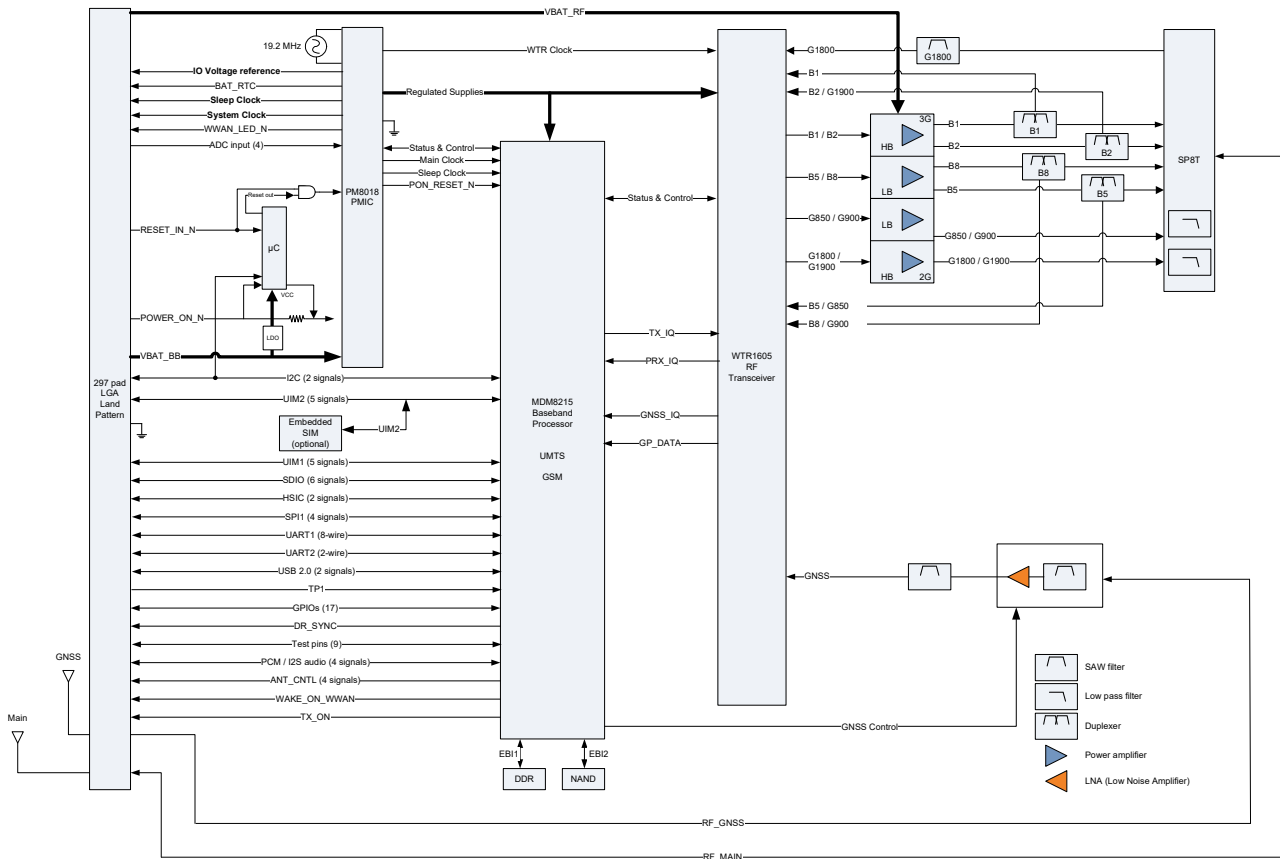 VBAT_RF
19.2 MHz
WTR Clock
G1800
G1800
IO Voltage reference
BAT_RTC
Sleep Clock
System Clock
WWAN_LED_N
ADC input (4)
Regulated Supplies
B1
B2 / G1900
3G
HB
B1
B2
B1
B2
B1 / B2
Status & Control
Main Clock
Sleep Clock
PON_RESET_N
PM8018
PMIC
SP8T
B5 / B8
LB
B8
B5
B8
B5
Reset out
Status & Control
RESET_IN_N
µC
G850 / G900
LB
G850 / G900
G1800 /
G1900
HB
2G
G1800 / G1900
VCC
POWER_ON_N
LDO
B5 / G850
B8 / G900
TX_IQ
VBAT_BB
PRX_IQ
WTR1605
RF
Transceiver
297 pad
LGA
Land
Pattern
I2C (2 signals)
UIM2 (5 signals)
MDM8215
Baseband
Processor
UMTS
GSM
GNSS_IQ
GP_DATA
Embedded
SIM
(optional)
UIM2
UIM1 (5 signals)
SDIO (6 signals)
HSIC (2 signals)
SPI1 (4 signals)
UART1 (8-wire)
UART2 (2-wire)
USB 2.0 (2 signals)
TP1
GPIOs (17)
DR_SYNC
Test pins (9)
PCM / I2S audio (4 signals)
ANT_CNTL (4 signals)
WAKE_ON_WWAN
TX_ON
GNSS
GNSS
Main
SAW filter
Low pass filter
Duplexer
Power amplifier
LNA (Low Noise Amplifier)
GNSS Control
EBI1
EBI2
DDR
NAND
RF_GNSS
RF_MAIN